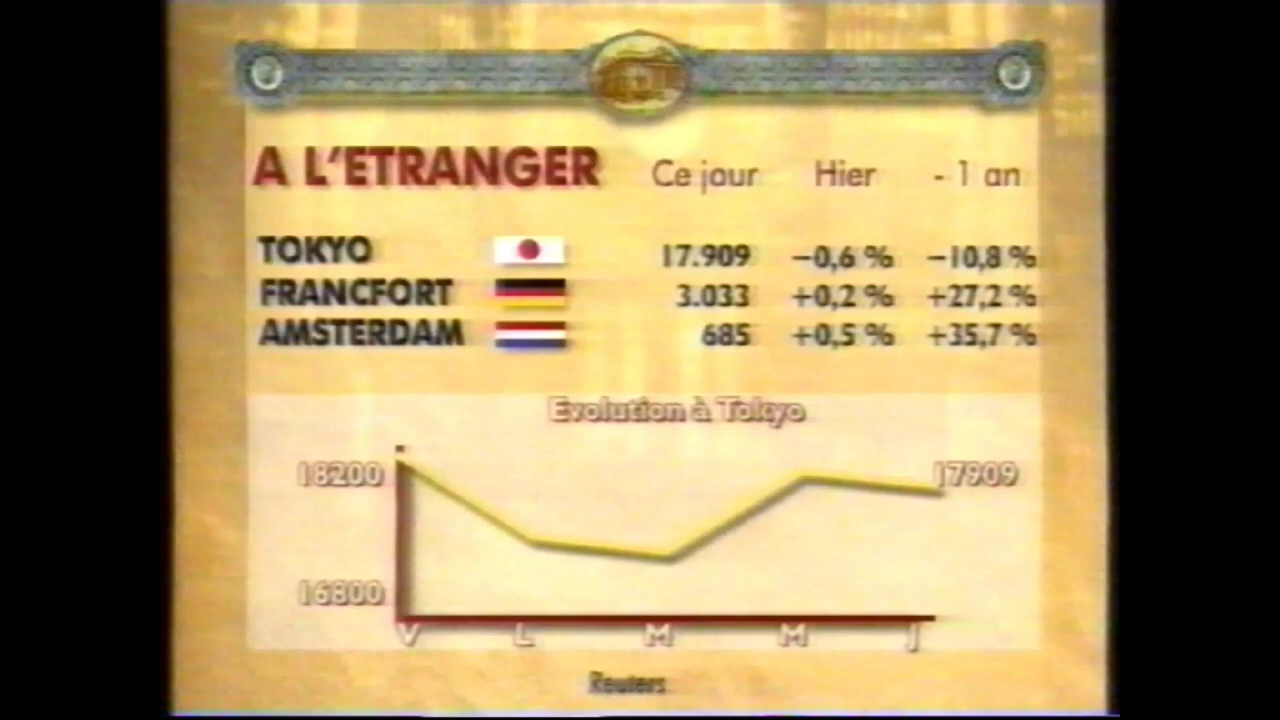 A L'ETRANGER Ce jour Hier - 1 an
TOKYO 17.909 −0,6 % −10,8 %
FRANCFORT 3.033 +0,2 % +27,2 %
AMSTERDAM 685 +0,5 % +35,7 %
Evolution à Tokyo
18200 17909
16800
V L M M J
Reuters